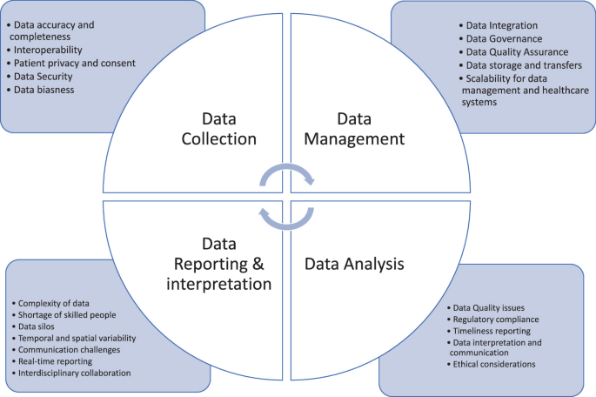 • Data accuracy and
completeness
• Interoperability
• Patient privacy and consent
• Data Security
• Data biasness
• Data Integration
• Data Governance
• Data Quality Assurance
• Data storage and transfers
• Scalability for data
management and healthcare
systems
Data
Collection
Data
Management
Data
Reporting &
interpretation
Data Analysis
• Complexity of data
• Shortage of skilled people
• Data silos
• Temporal and spatial variability
• Communication challenges
• Real-time reporting
• Interdisciplinary collaboration
• Data Quality issues
• Regulatory compliance
• Timeliness reporting
• Data interpretation and
communication
• Ethical considerations